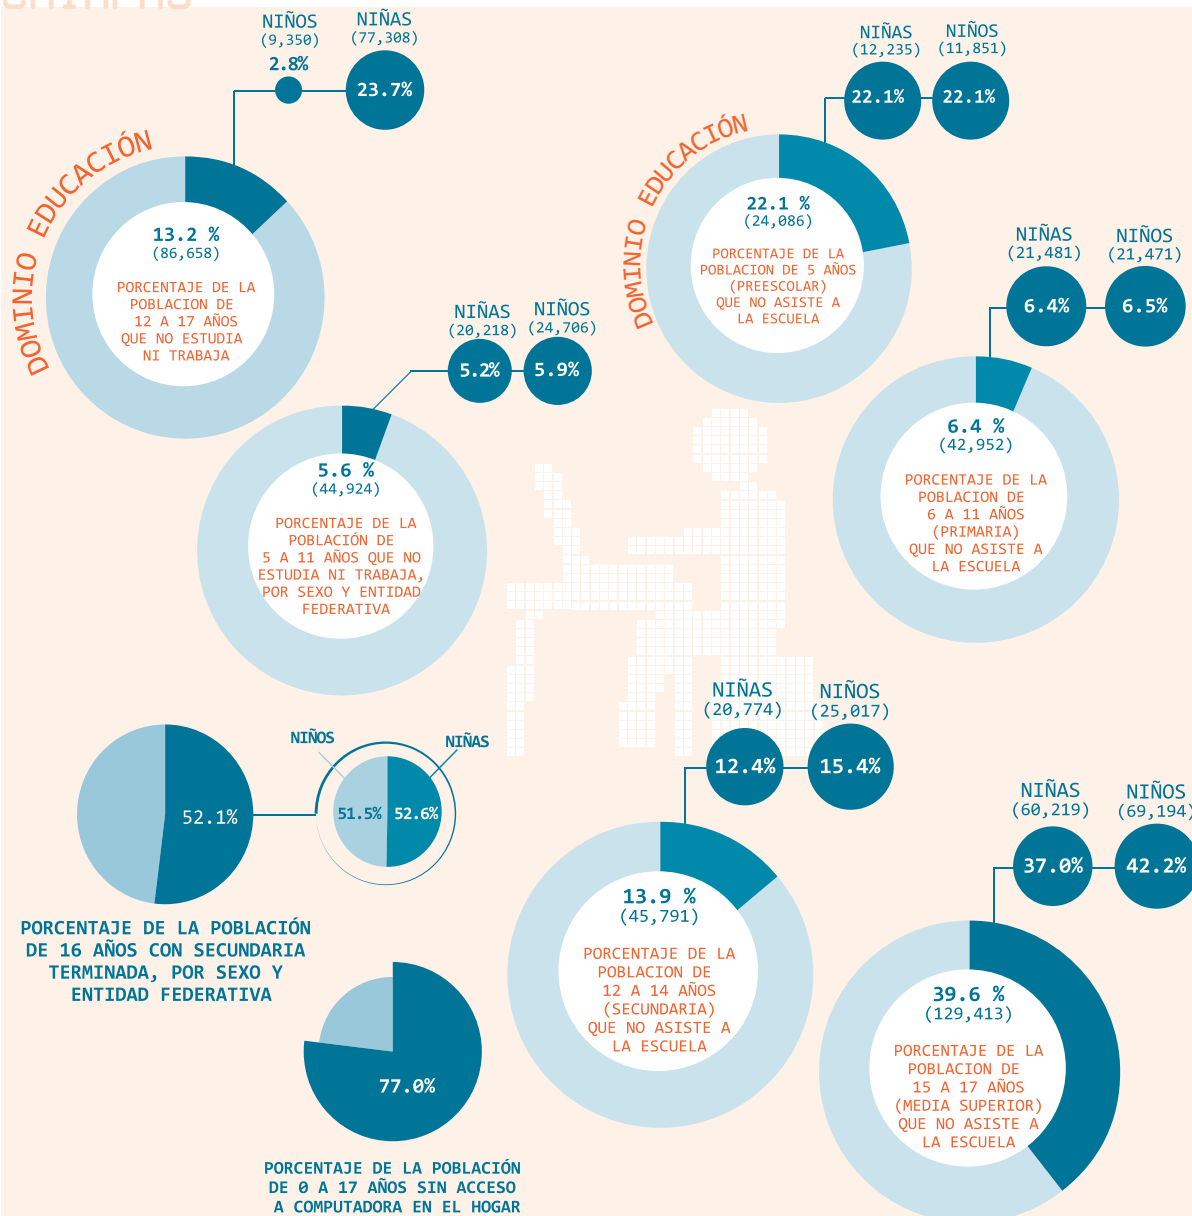 NIÑOS
(9,350)
2.8%
NIÑAS
(77,308)
23.7%
DOMINIO EDUCACIÓN
13.2 %
(86,658)
PORCENTAJE DE LA
POBLACION DE
12 A 17 AÑOS
QUE NO ESTUDIA
NI TRABAJA
NIÑAS
(20,218)
5.2%
NIÑOS
(24,706)
5.9%
5.6 %
(44,924)
PORCENTAJE DE LA
POBLACIÓN DE
5 A 11 AÑOS QUE NO
ESTUDIA NI TRABAJA,
POR SEXO Y ENTIDAD
FEDERATIVA
NIÑAS
(12,235)
22.1%
NIÑOS
(11,851)
22.1%
DOMINIO EDUCACIÓN
22.1 %
(24,086)
PORCENTAJE DE LA
POBLACION DE 5 AÑOS
(PREESCOLAR)
QUE NO ASISTE A
LA ESCUELA
NIÑAS
(21,481)
6.4%
NIÑOS
(21,471)
6.5%
6.4 %
(42,952)
PORCENTAJE DE LA
POBLACION DE
6 A 11 AÑOS
(PRIMARIA)
QUE NO ASISTE A
LA ESCUELA
52.1%
NIÑOS
51.5%
NIÑAS
52.6%
PORCENTAJE DE LA POBLACIÓN
DE 16 AÑOS CON SECUNDARIA
TERMINADA, POR SEXO Y
ENTIDAD FEDERATIVA
77.0%
PORCENTAJE DE LA POBLACIÓN
DE 0 A 17 AÑOS SIN ACCESO
A COMPUTADORA EN EL HOGAR
NIÑAS
(20,774)
12.4%
NIÑOS
(25,017)
15.4%
13.9 %
(45,791)
PORCENTAJE DE LA
POBLACION DE
12 A 14 AÑOS
(SECUNDARIA)
QUE NO ASISTE A
LA ESCUELA
NIÑAS
(60,219)
37.0%
NIÑOS
(69,194)
42.2%
39.6 %
(129,413)
PORCENTAJE DE LA
POBLACION DE
15 A 17 AÑOS
(MEDIA SUPERIOR)
QUE NO ASISTE A
LA ESCUELA